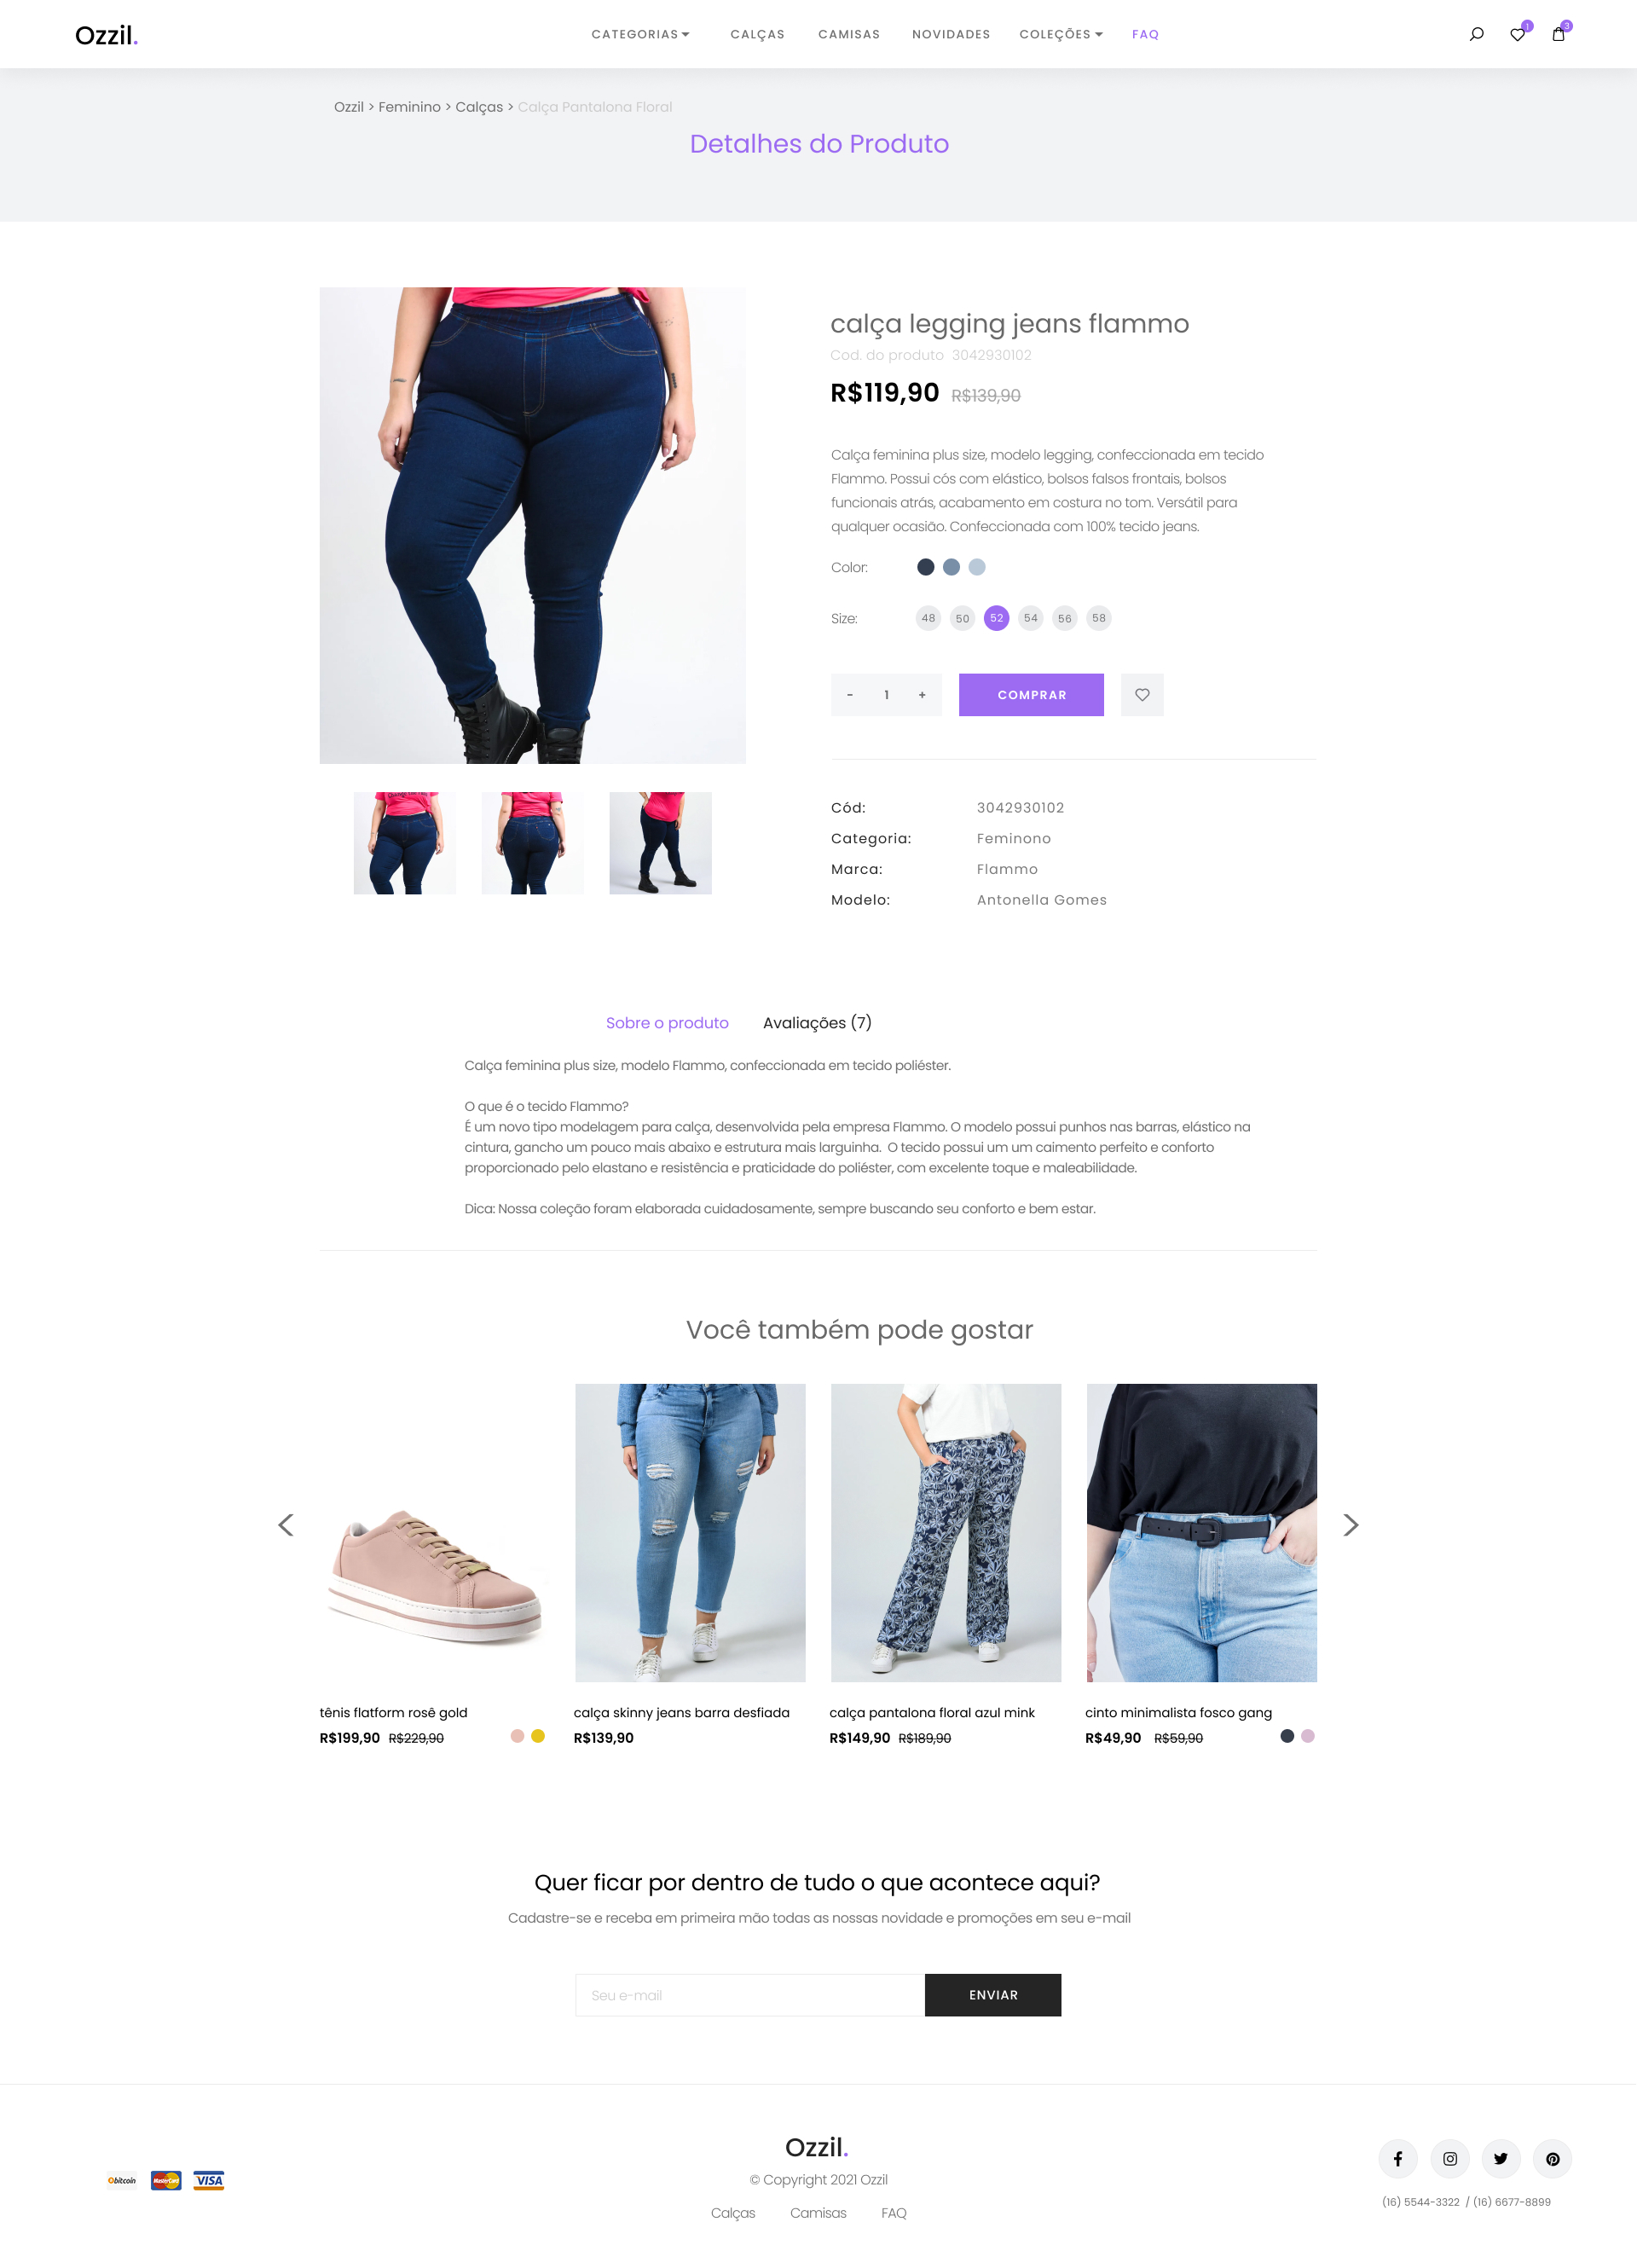 Ozzil.
CATEGORIAS
CALÇAS
CAMISAS
NOVIDADES
COLEÇÕES
FAQ
1
3
Ozzil > Feminino > Calças > Calça Pantalona Floral
Detalhes do Produto
calça legging jeans flammo
Cod. do produto 3042930102
R$119,90 R$139,90
Calça feminina plus size, modelo legging, confeccionada em tecido
Flammo. Possui cós com elástico, bolsos falsos frontais, bolsos
funcionais atrás, acabamento em costura no tom. Versátil para
qualquer ocasião. Confeccionada com 100% tecido jeans.
Color:
Size: 48 50 52 54 56 58
- 1 + COMPRAR
Cód: 3042930102
Categoria: Feminono
Marca: Flammo
Modelo: Antonella Gomes
Sobre o produto Avaliações (7)
Calça feminina plus size, modelo Flammo, confeccionada em tecido poliéster.
O que é o tecido Flammo?
É um novo tipo modelagem para calça, desenvolvida pela empresa Flammo. O modelo possui punhos nas barras, elástico na
cintura, gancho um pouco mais abaixo e estrutura mais larguinha. O tecido possui um um caimento perfeito e conforto
proporcionado pelo elastano e resistência e praticidade do poliéster, com excelente toque e maleabilidade.
Dica: Nossa coleção foram elaborada cuidadosamente, sempre buscando seu conforto e bem estar.
Você também pode gostar
tênis flatform rosê gold
R$199,90 R$229,90
calça skinny jeans barra desfiada
R$139,90
calça pantalona floral azul mink
R$149,90 R$189,90
cinto minimalista fosco gang
R$49,90 R$59,90
Quer ficar por dentro de tudo o que acontece aqui?
Cadastre-se e receba em primeira mão todas as nossas novidade e promoções em seu e-mail
Seu e-mail ENVIAR
Ozzil.
© Copyright 2021 Ozzil
Calças Camisas FAQ
bitcoin MasterCard VISA
(16) 5544-3322 / (16) 6677-8899